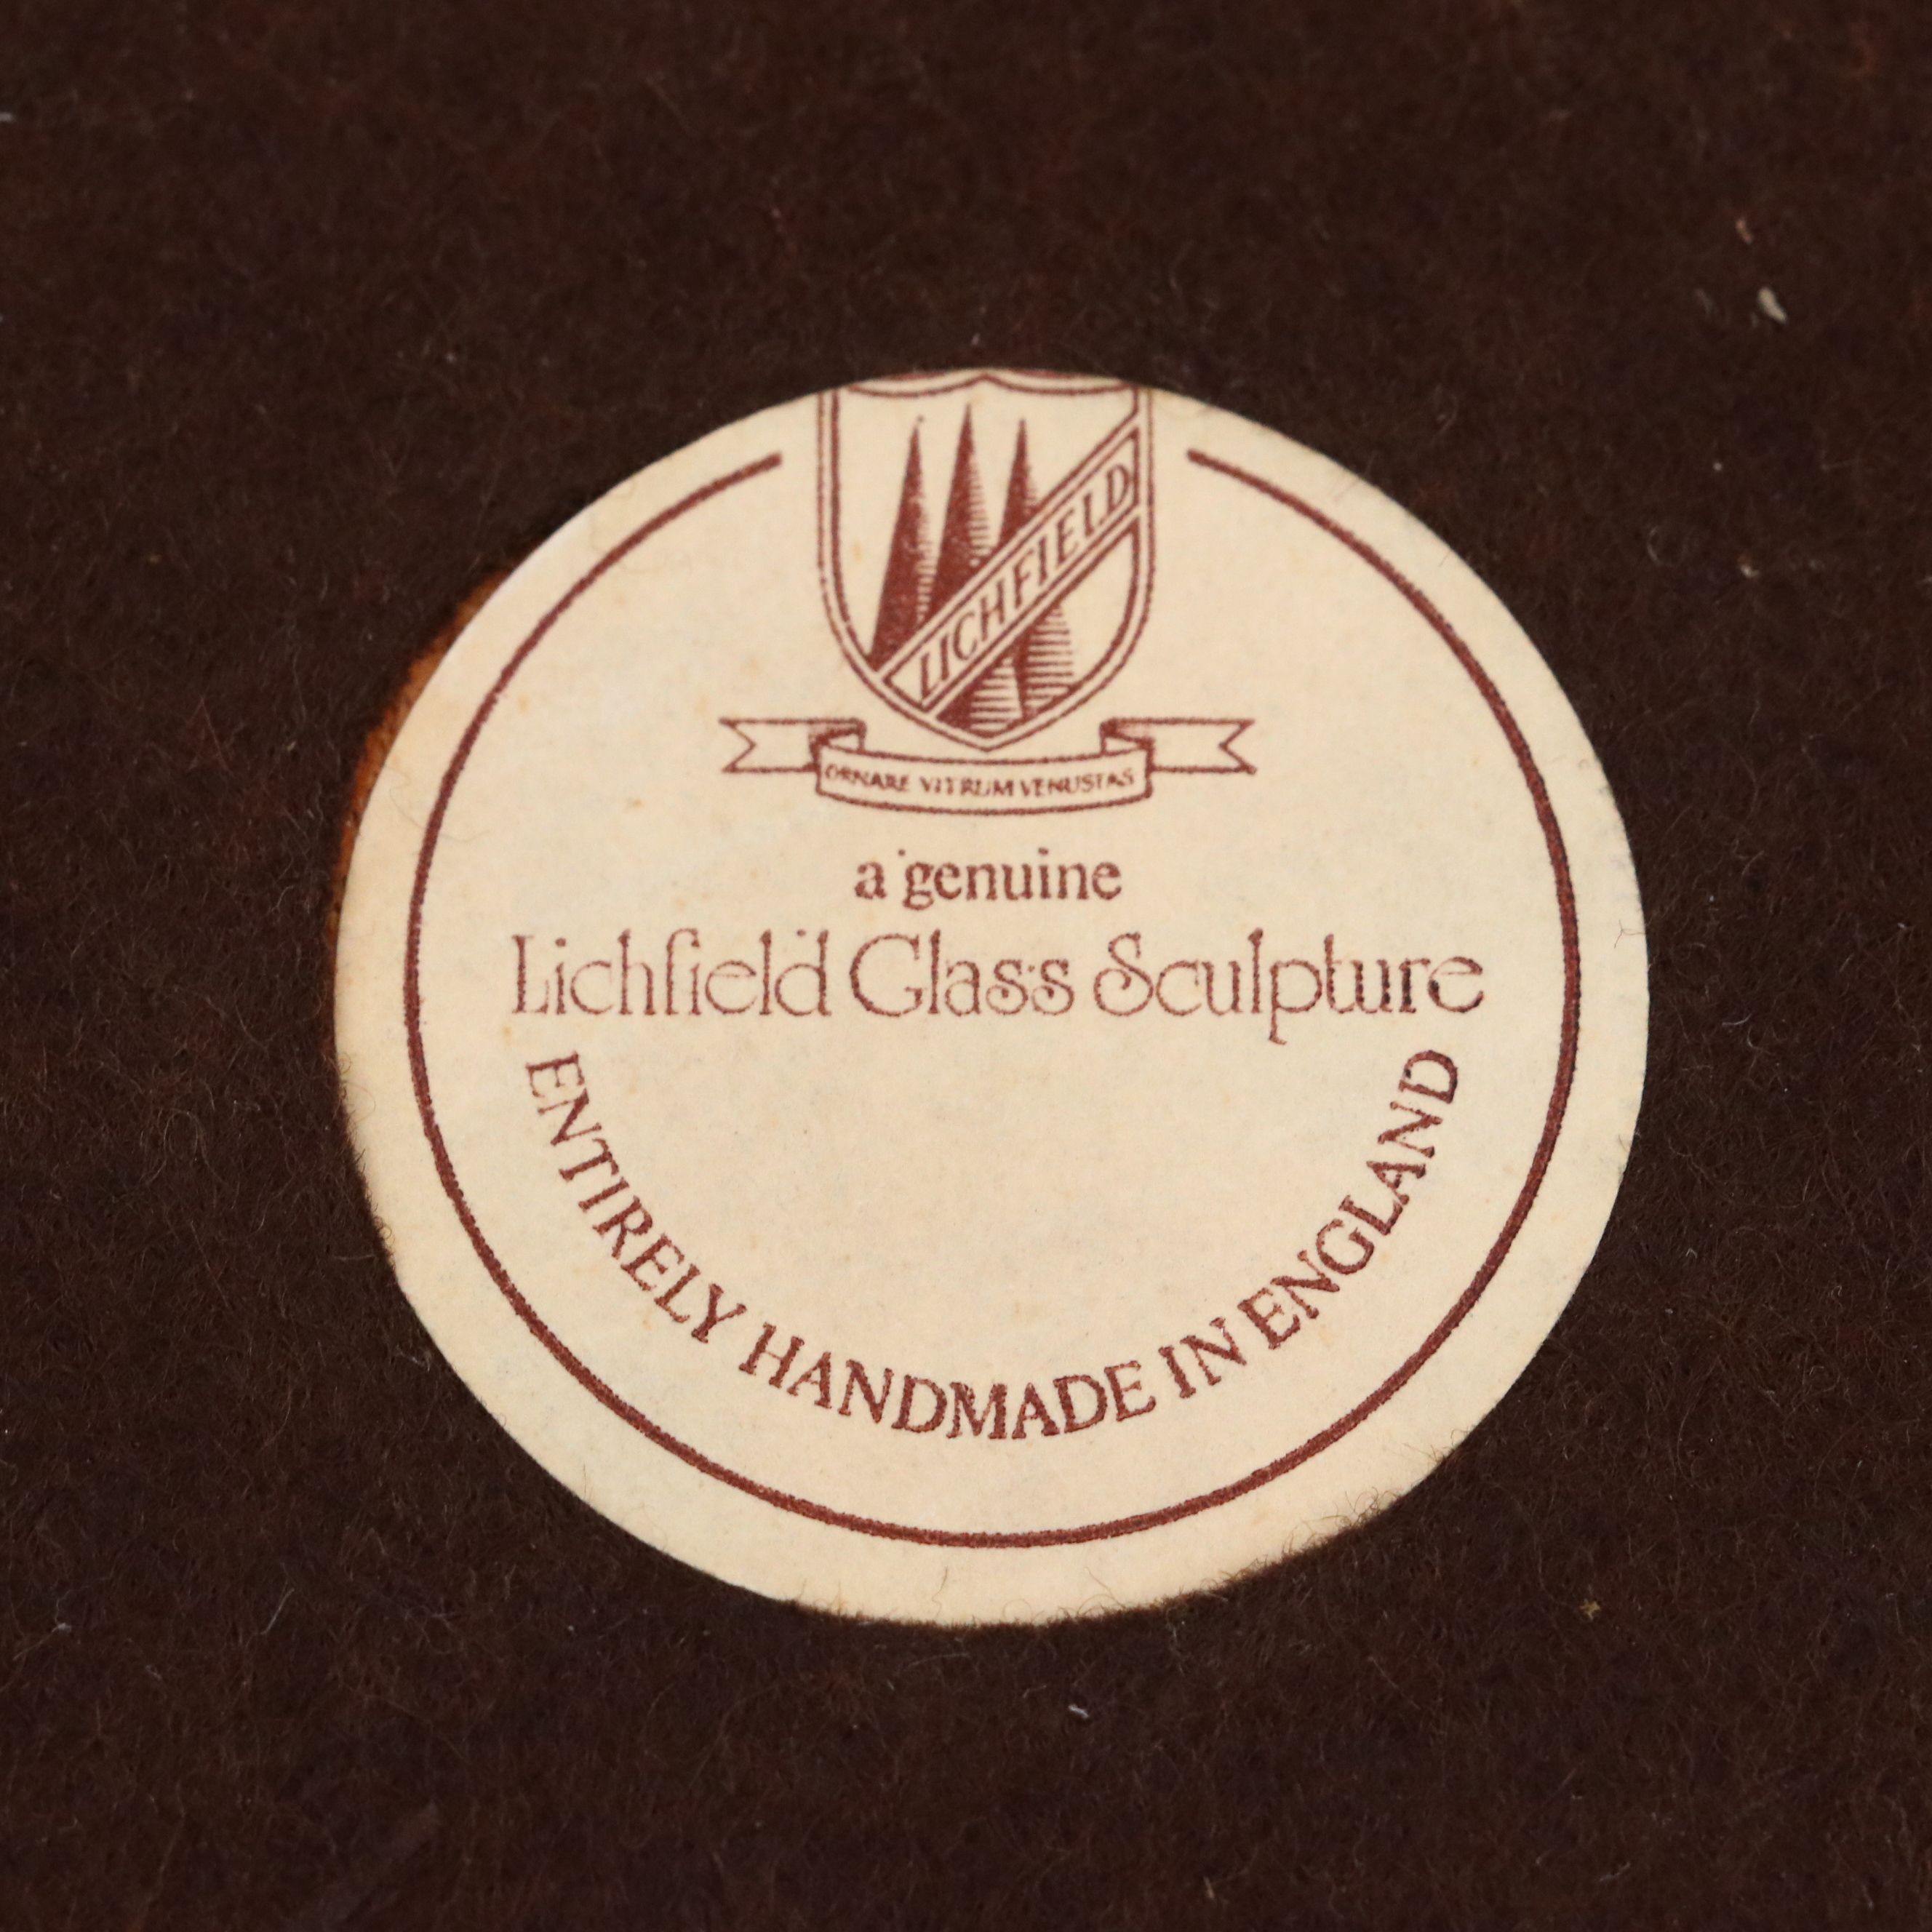 LICHFIELD
ORNARE VITRUM VENUSTAS
a genuine
Lichfield Glass Sculpture
ENTIRELY HANDMADE IN ENGLAND